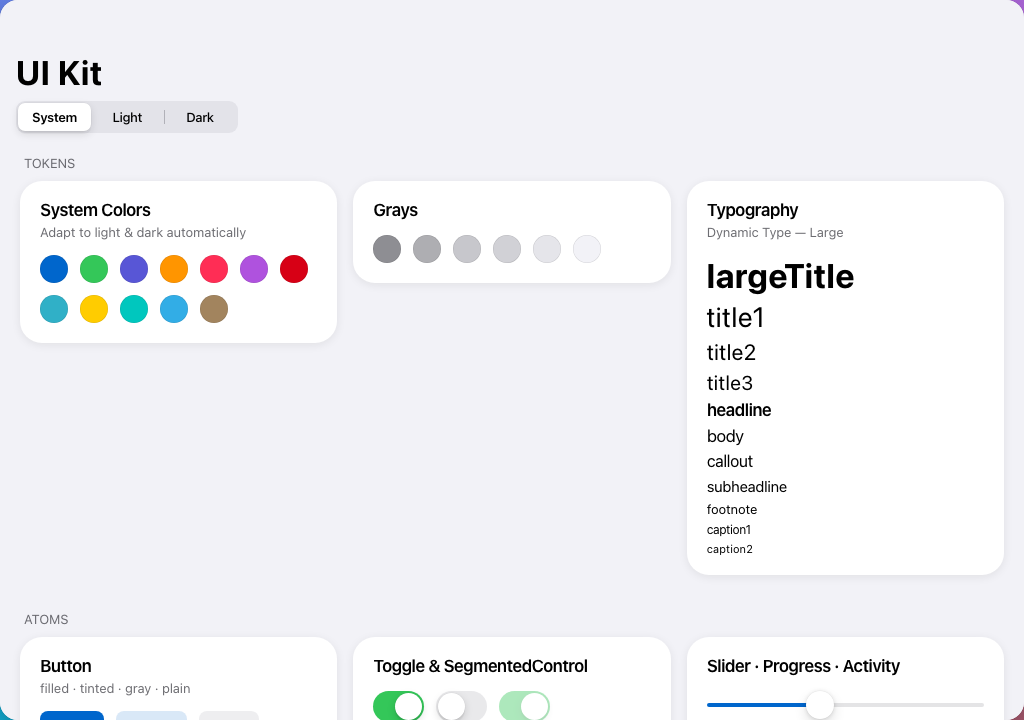 UI Kit
System Light Dark
TOKENS
System Colors
Adapt to light & dark automatically
Grays
Typography
Dynamic Type — Large
largeTitle
title1
title2
title3
headline
body
callout
subheadline
footnote
caption1
caption2
ATOMS
Button
filled · tinted · gray · plain
Toggle & SegmentedControl
Slider · Progress · Activity